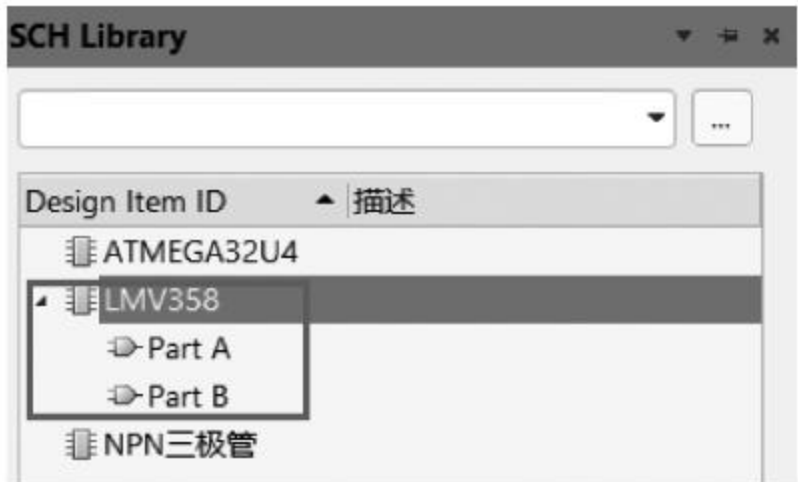 SCH Library
...
Design Item ID 描述
ATMEGA32U4
LMV358
Part A
Part B
NPN三极管